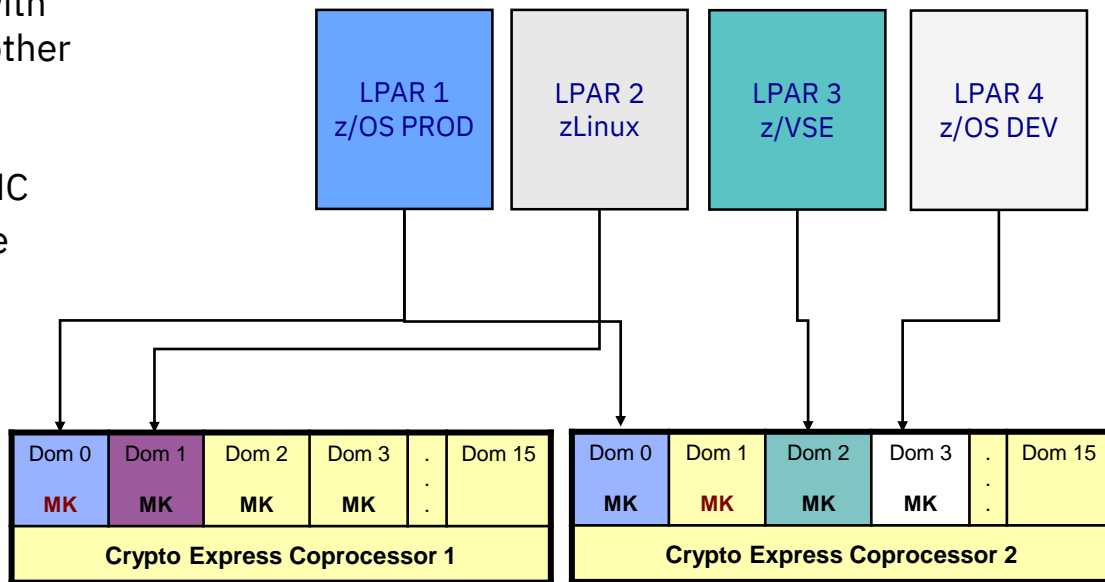 with
other
LPAR 1
z/OS PROD
LPAR 2
zLinux
LPAR 3
z/VSE
LPAR 4
z/OS DEV
Dom 0
MK
Dom 1
MK
Dom 2
MK
Dom 3
MK
.
.
.
Dom 15
Crypto Express Coprocessor 1
Dom 0
MK
Dom 1
MK
Dom 2
MK
Dom 3
MK
.
.
.
Dom 15
Crypto Express Coprocessor 2